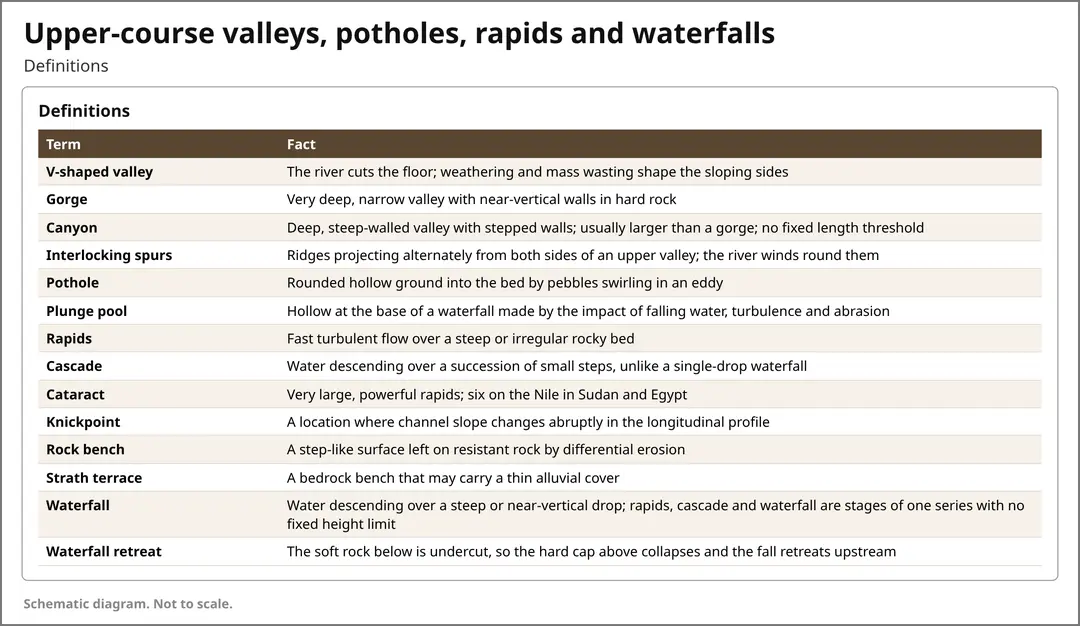 Upper-course valleys, potholes, rapids and waterfalls
Definitions
Definitions
Term Fact
V-shaped valley The river cuts the floor; weathering and mass wasting shape the sloping sides
Gorge Very deep, narrow valley with near-vertical walls in hard rock
Canyon Deep, steep-walled valley with stepped walls; usually larger than a gorge; no fixed length threshold
Interlocking spurs Ridges projecting alternately from both sides of an upper valley; the river winds round them
Pothole Rounded hollow ground into the bed by pebbles swirling in an eddy
Plunge pool Hollow at the base of a waterfall made by the impact of falling water, turbulence and abrasion
Rapids Fast turbulent flow over a steep or irregular rocky bed
Cascade Water descending over a succession of small steps, unlike a single-drop waterfall
Cataract Very large, powerful rapids; six on the Nile in Sudan and Egypt
Knickpoint A location where channel slope changes abruptly in the longitudinal profile
Rock bench A step-like surface left on resistant rock by differential erosion
Strath terrace A bedrock bench that may carry a thin alluvial cover
Waterfall Water descending over a steep or near-vertical drop; rapids, cascade and waterfall are stages of one series with no
fixed height limit
Waterfall retreat The soft rock below is undercut, so the hard cap above collapses and the fall retreats upstream
Schematic diagram. Not to scale.